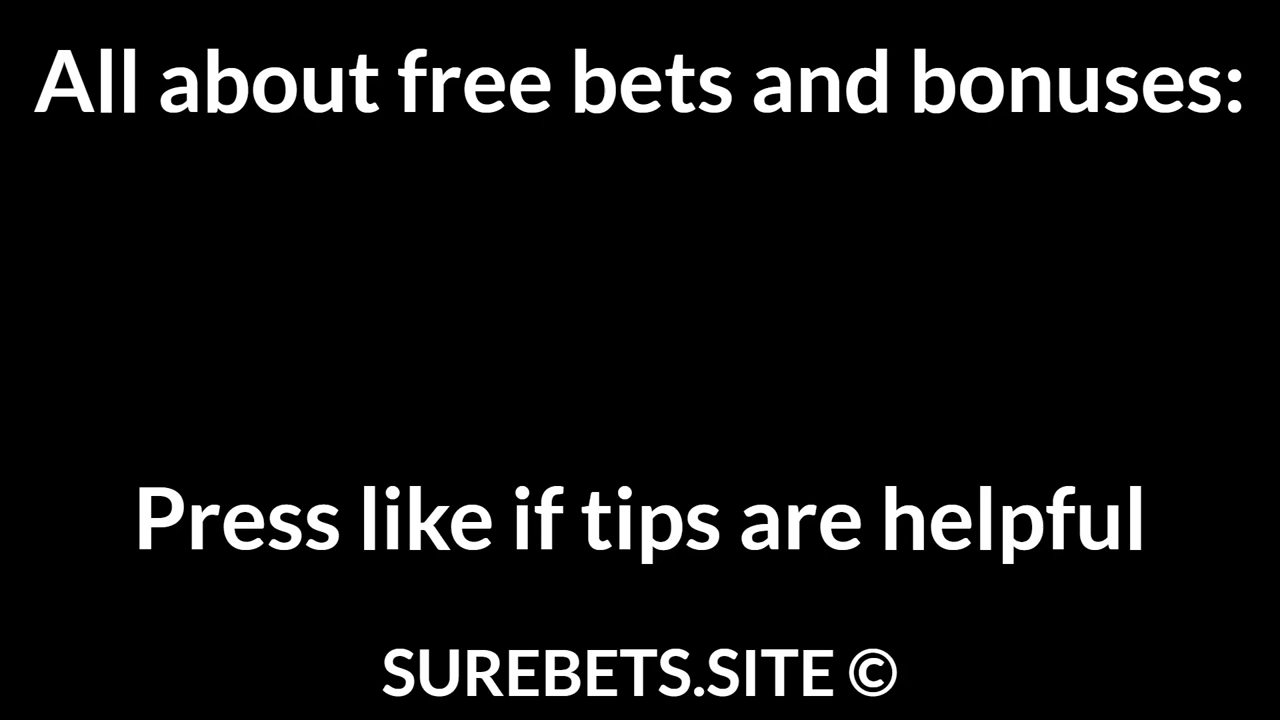 All about free bets and bonuses:
Press like if tips are helpful
SUREBETS.SITE ©